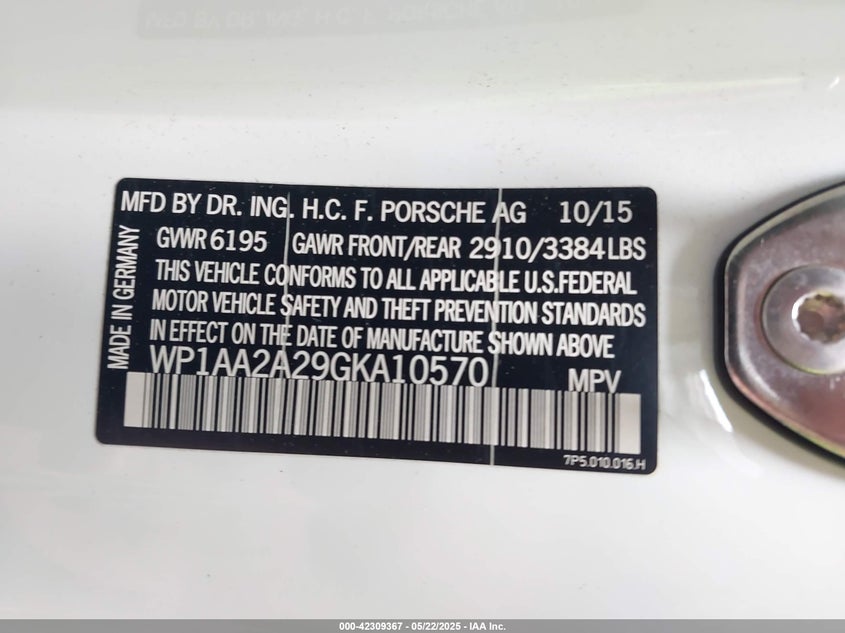 MFD BY DR. ING. H.C. F. PORSCHE AG 10/15
GVWR 6195 GAWR FRONT/REAR 2910/3384 LBS
THIS VEHICLE CONFORMS TO ALL APPLICABLE U.S.FEDERAL
MOTOR VEHICLE SAFETY AND THEFT PREVENTION STANDARDS
IN EFFECT ON THE DATE OF MANUFACTURE SHOWN ABOVE
WP1AA2A29GKA10570 MPV
7P5.010.016.H
MADE IN GERMANY
000-42309367 - 05/22/2025 - IAA Inc.